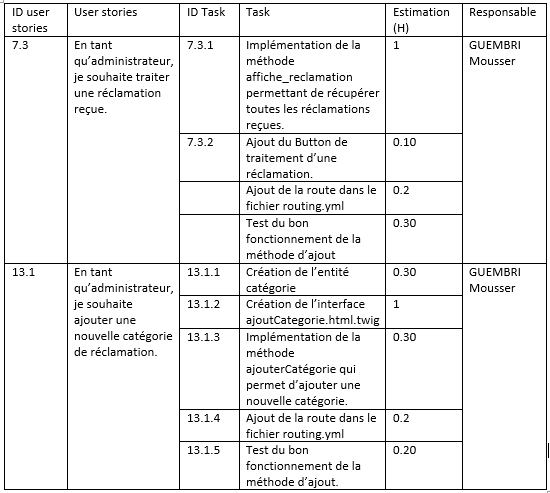 ID user
stories
User stories
ID Task
Task
Estimation
(H)
Responsable
7.3
En tant
qu'administrateur,
je souhaite traiter
une réclamation
reçue.
7.3.1
Implémentation de la
méthode
affiche_reclamation
permettant de récupérer
toutes les réclamations
reçues.
1
GUEMBRI
Mousser
7.3.2
Ajout du Button de
traitement d'une
réclamation.
0.10
Ajout de la route dans le
fichier routing.yml
0.2
Test du bon
fonctionnement de la
méthode d'ajout
0.30
13.1
En tant
qu'administrateur,
je souhaite
ajouter une
nouvelle catégorie
de réclamation.
13.1.1
Création de l'entité
catégorie
0.30
GUEMBRI
Mousser
13.1.2
Création de l'interface
ajoutCategorie.html.twig
1
13.1.3
Implémentation de la
méthode
ajouterCatégorie qui
permet d'ajouter une
nouvelle catégorie.
0.30
13.1.4
Ajout de la route dans le
fichier routing.yml
0.2
13.1.5
Test du bon
fonctionnement de la
méthode d'ajout.
0.20